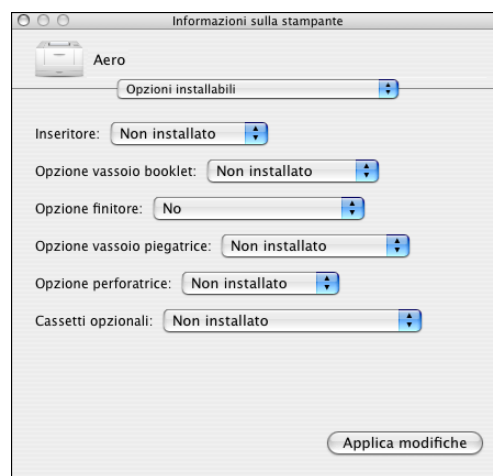 Informazioni sulla stampante
Aero
Opzioni installabili
Inseritore: Non installato
Opzione vassoio booklet: Non installato
Opzione finitore: No
Opzione vassoio piegatrice: Non installato
Opzione perforatrice: Non installato
Cassetti opzionali: Non installato
Applica modifiche